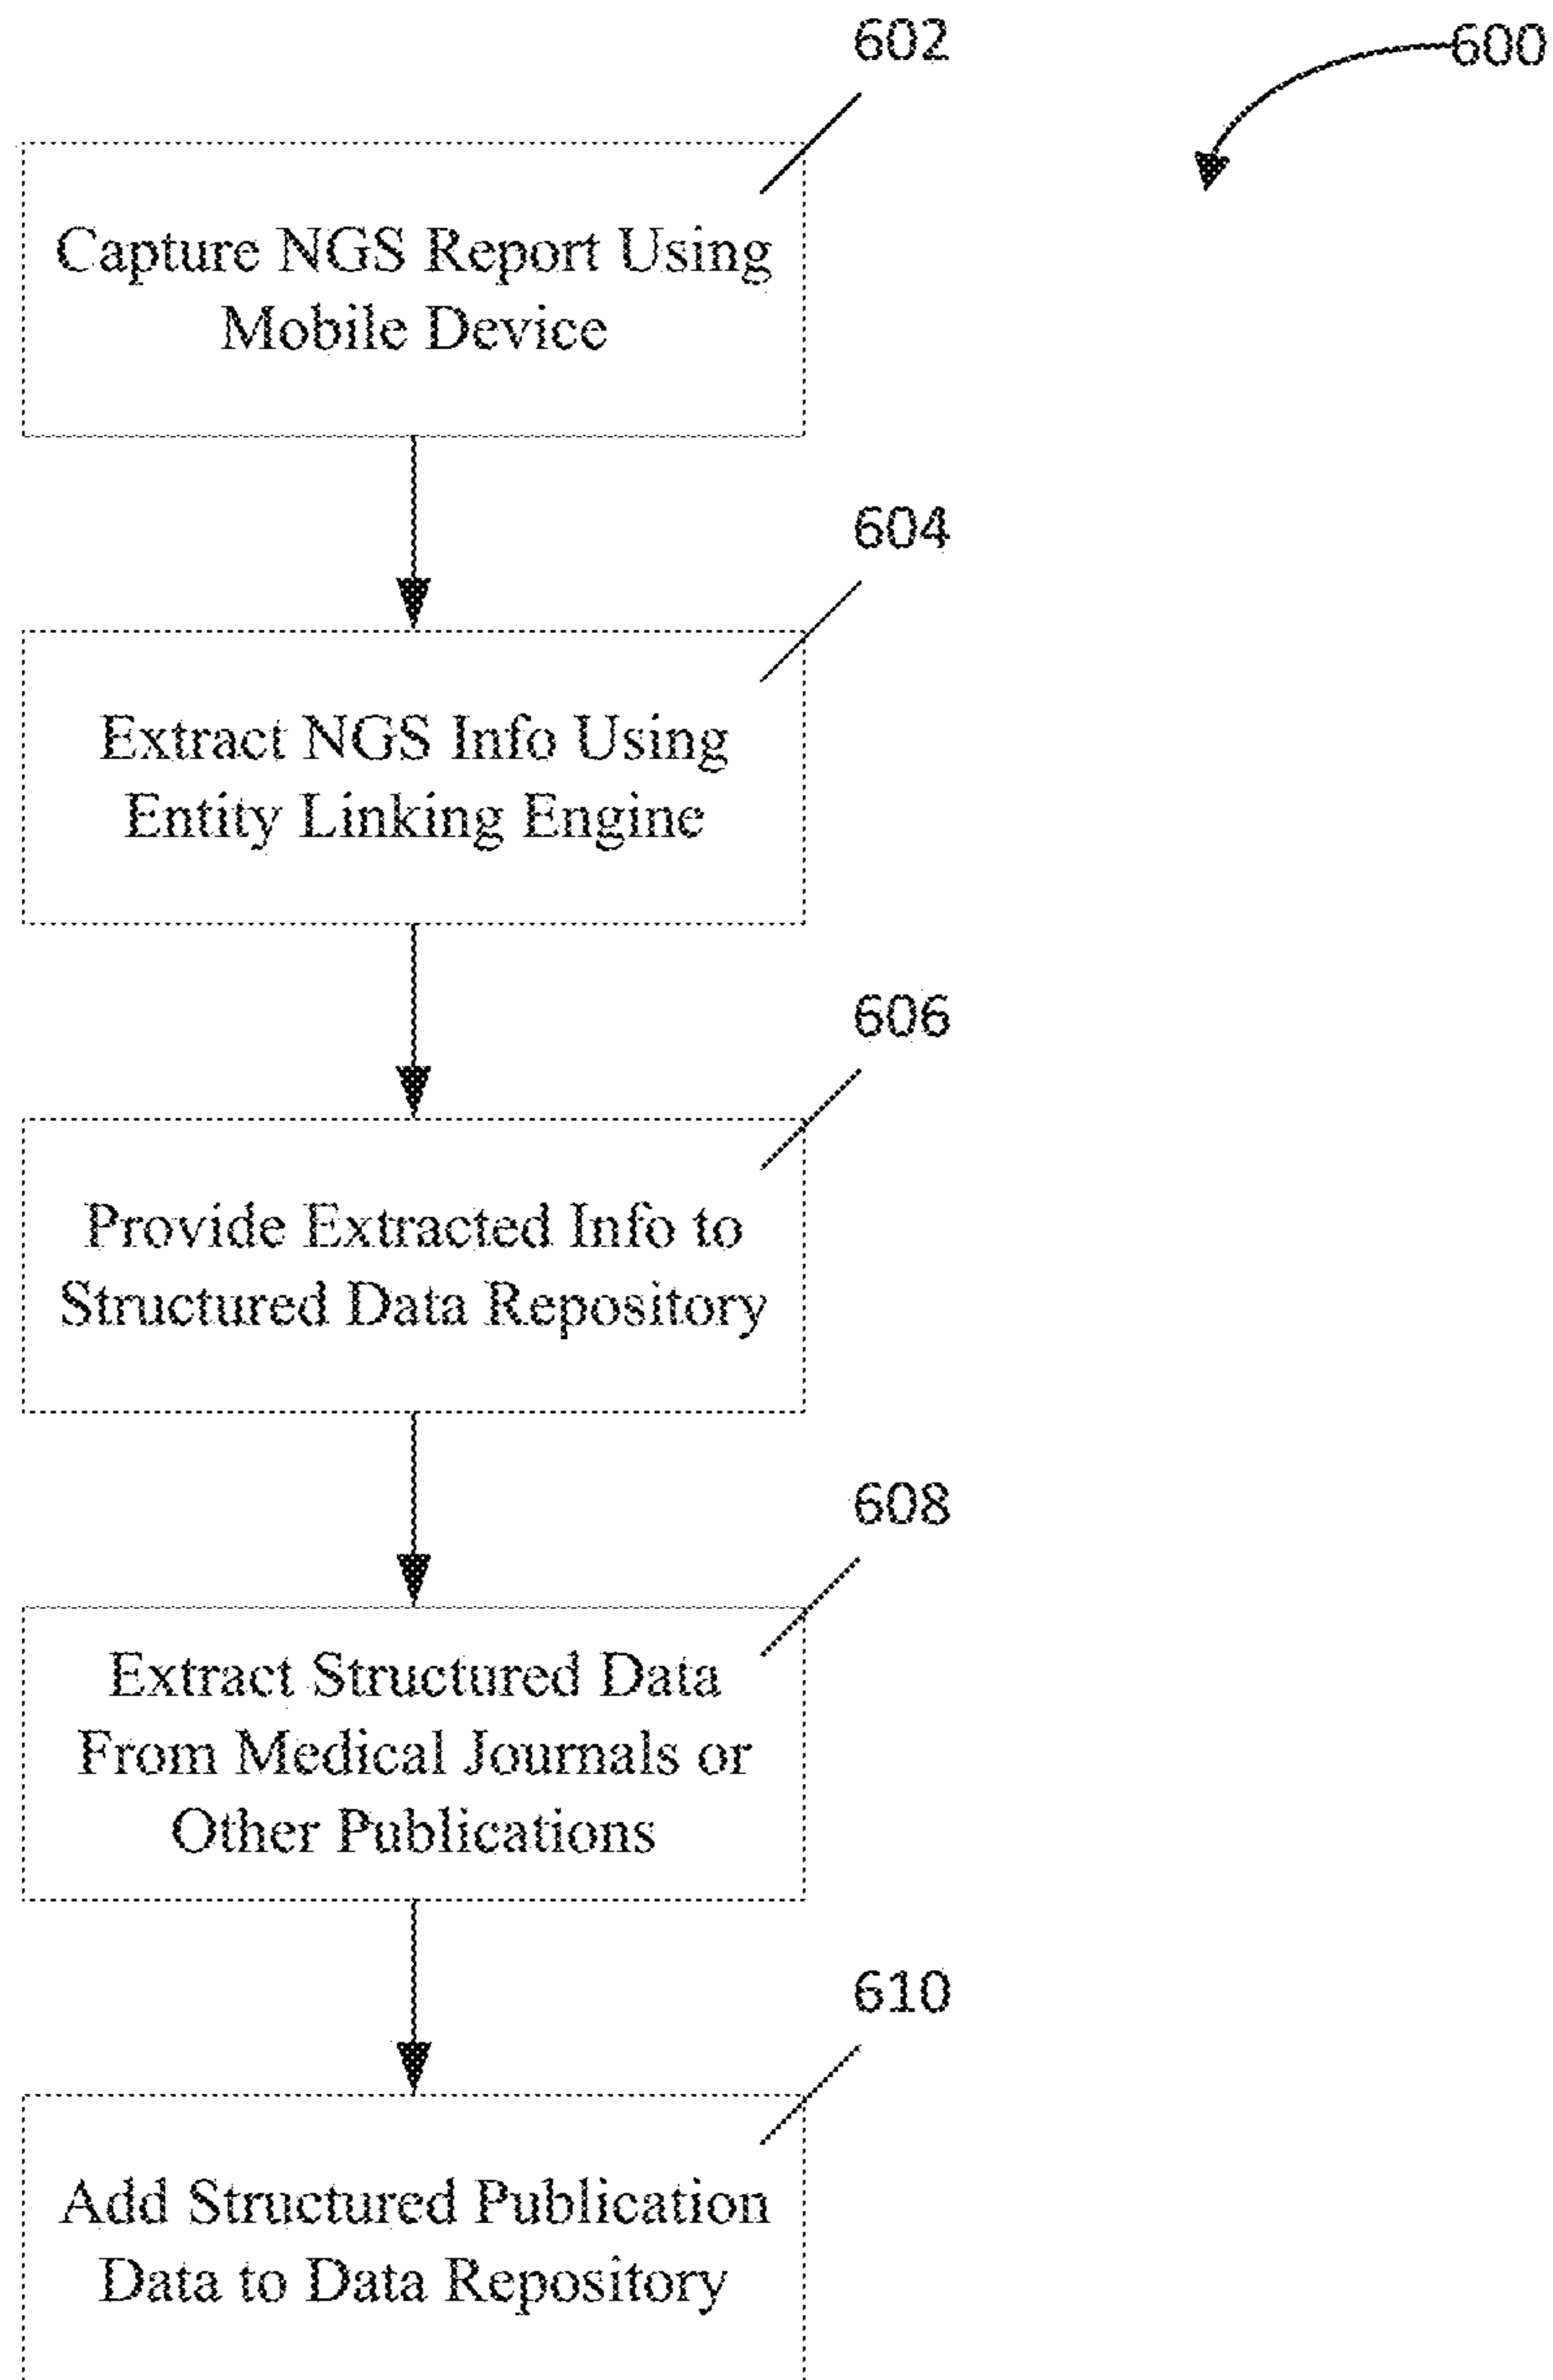 602
600
Capture NGS Report Using
Mobile Device
604
Extract NGS Info Using
Entity Linking Engine
606
Provide Extracted Info to
Structured Data Repository
608
Extract Structured Data
From Medical Journals or
Other Publications
610
Add Structured Publication
Data to Data Repository